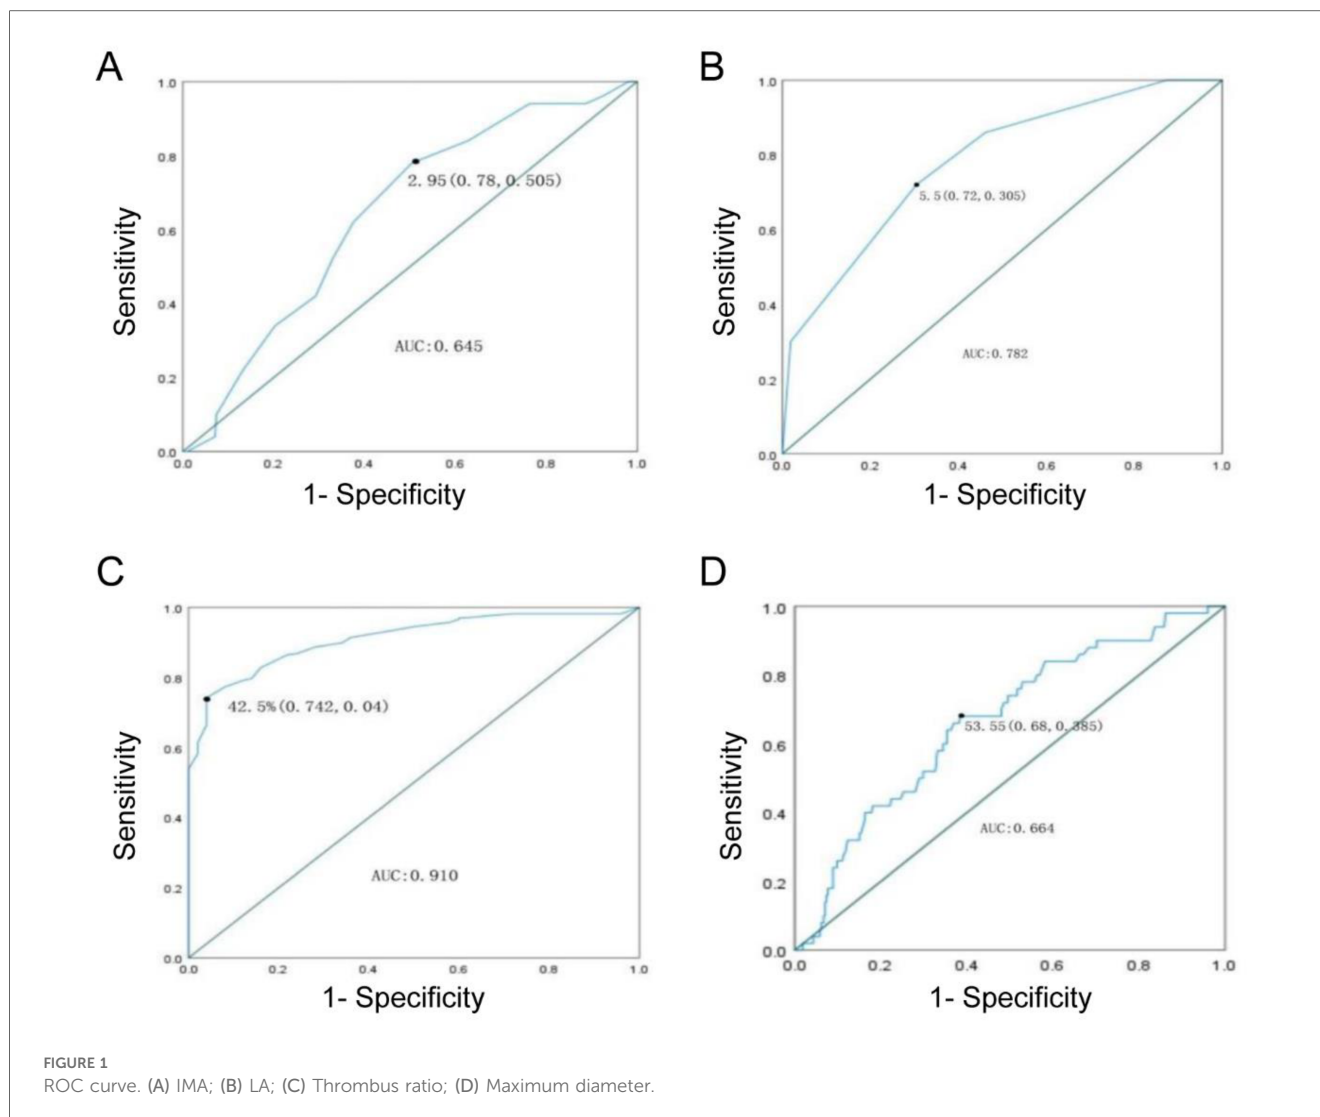 A
1.0
0.8
0.6
0.4
0.2
0.0
0.0 0.2 0.4 0.6 0.8 1.0
Sensitivity
1- Specificity
2.95(0.78, 0.505)
AUC:0.645
B
1.0
0.8
0.6
0.4
0.2
0.0
0.0 0.2 0.4 0.6 0.8 1.0
Sensitivity
1- Specificity
5.5(0.72, 0.305)
AUC:0.782
C
1.0
0.8
0.6
0.4
0.2
0.0
0.0 0.2 0.4 0.6 0.8 1.0
Sensitivity
1- Specificity
42.5%(0.742, 0.04)
AUC:0.910
D
1.0
0.8
0.6
0.4
0.2
0.0
0.0 0.2 0.4 0.6 0.8 1.0
Sensitivity
1- Specificity
53.55(0.68, 0.385)
AUC:0.664
FIGURE 1
ROC curve. (A) IMA; (B) LA; (C) Thrombus ratio; (D) Maximum diameter.